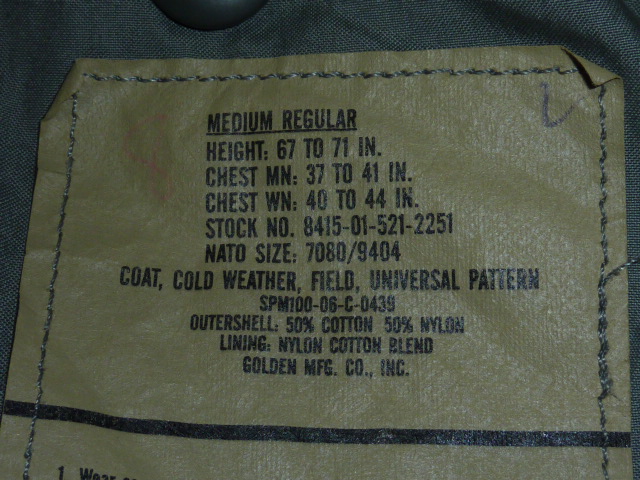 MEDIUM REGULAR
HEIGHT: 67 TO 71 IN.
CHEST MN: 37 TO 41 IN.
CHEST WN: 40 TO 44 IN.
STOCK NO. 8415-01-521-2251
NATO SIZE: 7080/9404
COAT, COLD WEATHER, FIELD, UNIVERSAL PATTERN
SPM100-06-C-0439
OUTERSHELL: 50% COTTON 50% NYLON
LINING: NYLON COTTON BLEND
GOLDEN MFG. CO., INC.
1. Wear